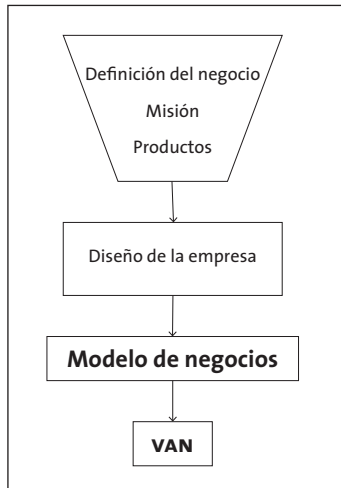 Definición del negocio
Misión
Productos
Diseño de la empresa
Modelo de negocios
VAN